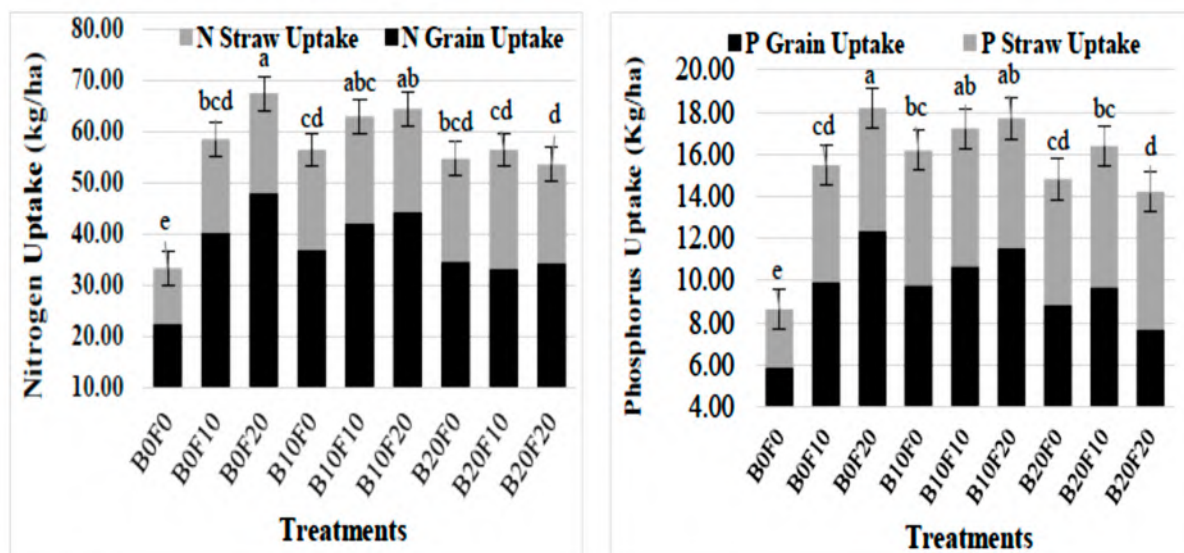 N Straw Uptake N Grain Uptake
Nitrogen Uptake (kg/ha)
80.00
70.00
60.00
50.00
40.00
30.00
20.00
10.00
e bcd a cd abc ab bcd cd d
B0F0 B0F10 B0F20 B10F0 B10F10 B10F20 B20F0 B20F10 B20F20
Treatments
P Grain Uptake P Straw Uptake
Phosphorus Uptake (Kg/ha)
20.00
18.00
16.00
14.00
12.00
10.00
8.00
6.00
4.00
e cd a bc ab ab cd bc d
B0F0 B0F10 B0F20 B10F0 B10F10 B10F20 B20F0 B20F10 B20F20
Treatments